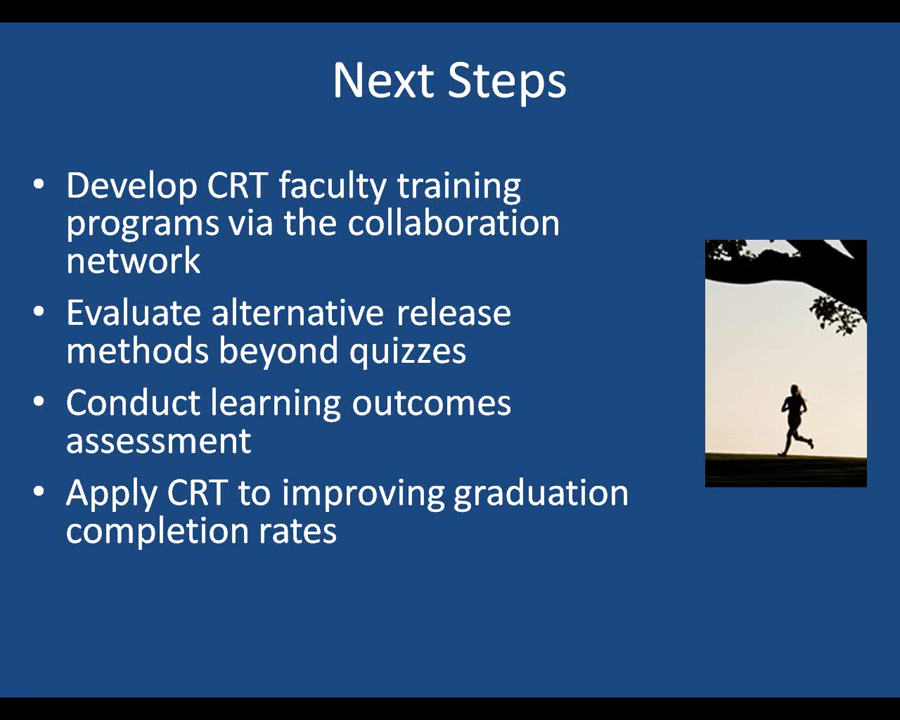 Next Steps
• Develop CRT faculty training
programs via the collaboration
network
• Evaluate alternative release
methods beyond quizzes
• Conduct learning outcomes
assessment
• Apply CRT to improving graduation
completion rates